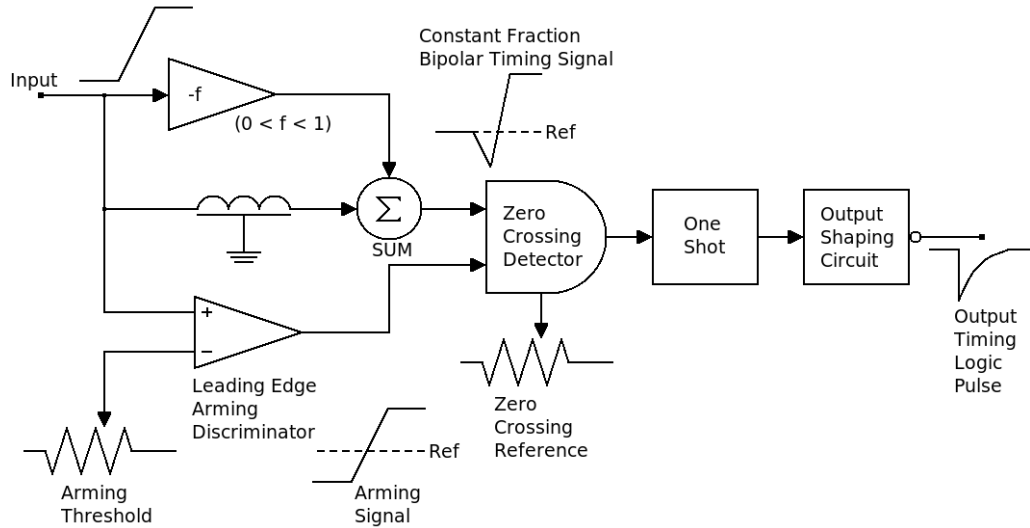 Constant Fraction
Bipolar Timing Signal
Input
-f
(0 < f < 1)
Ref
Σ
SUM
Zero
Crossing
Detector
One
Shot
Output
Shaping
Circuit
+
−
Leading Edge
Arming
Discriminator
Output
Timing
Logic
Pulse
Zero
Crossing
Reference
Ref
Arming
Threshold
Arming
Signal